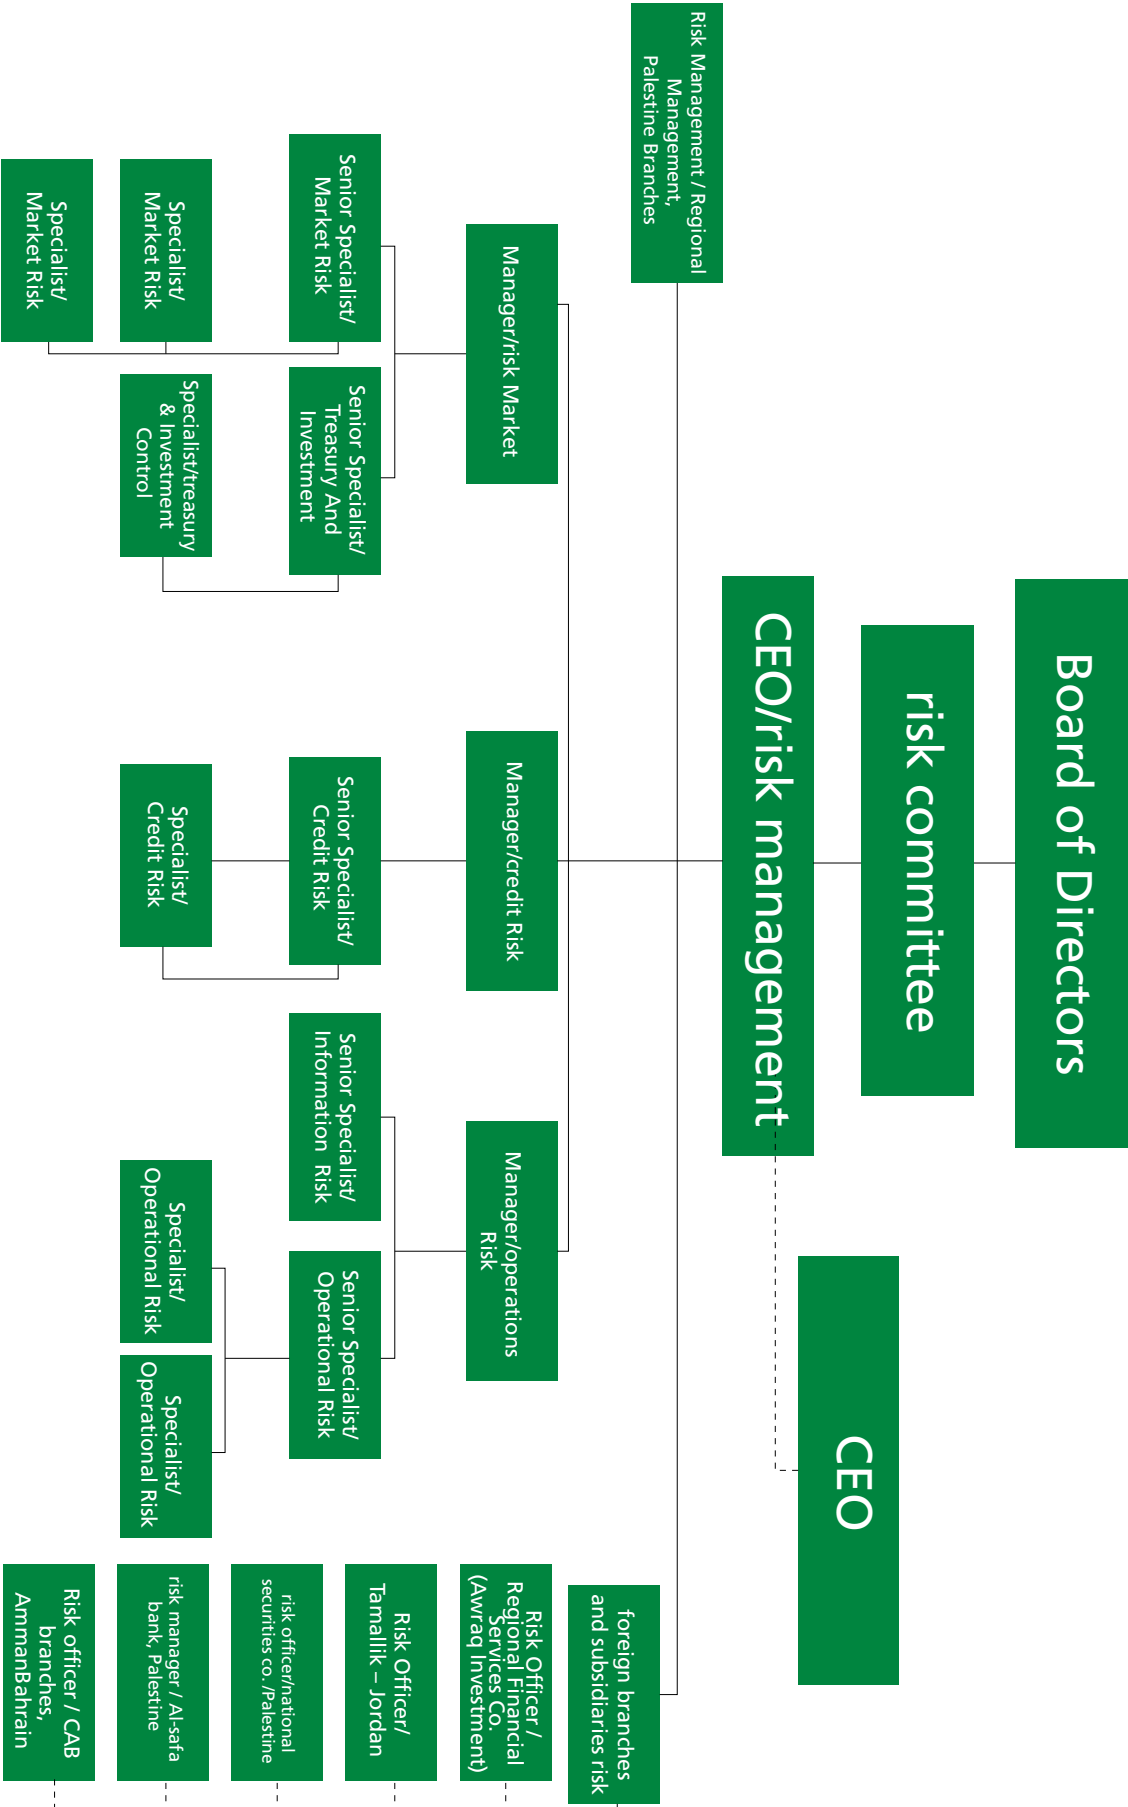 Board of Directors
risk committee
CEO
CEO/risk management
Risk Management / Regional
Management,
Palestine Branches
foreign branches
and subsidiaries risk
Manager/risk Market
Manager/credit Risk
Manager/operations
Risk
Senior Specialist/
Market Risk
Senior Specialist/
Treasury And
Investment
Senior Specialist/
Credit Risk
Senior Specialist/
Information Risk
Senior Specialist/
Operational Risk
Specialist/
Market Risk
Specialist/treasury
& Investment
Control
Specialist/
Credit Risk
Specialist/
Operational Risk
Specialist/
Operational Risk
Specialist/
Market Risk
Risk Officer /
Regional Financial
Services Co.
(Awraq Investment)
Risk Officer/
Tamallik – Jordan
risk officer/national
securities co. /Palestine
risk manager / Al-safa
bank, Palestine
Risk officer / CAB
branches,
AmmanBahrain